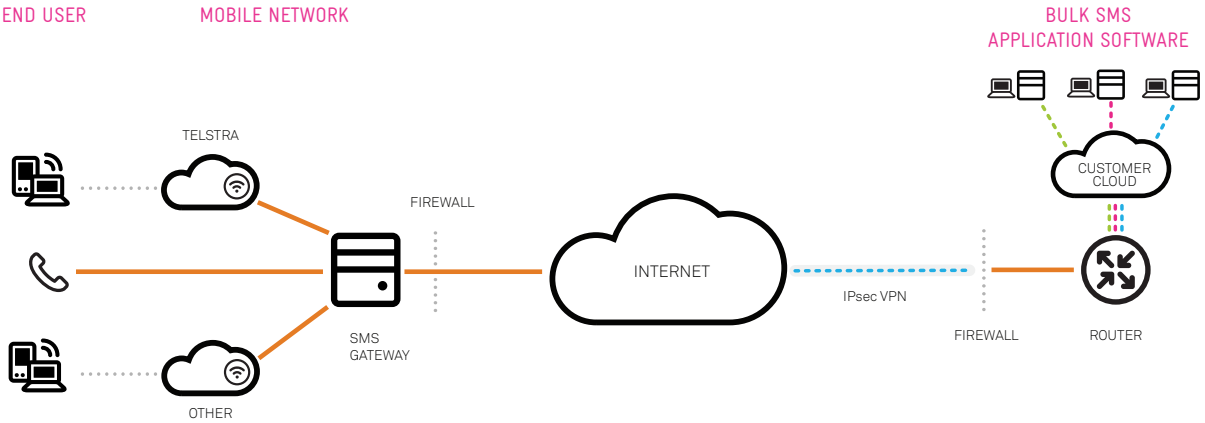 END USER
MOBILE NETWORK
BULK SMS
APPLICATION SOFTWARE
TELSTRA
CUSTOMER
CLOUD
FIREWALL
INTERNET
IPsec VPN
SMS
GATEWAY
FIREWALL
ROUTER
OTHER